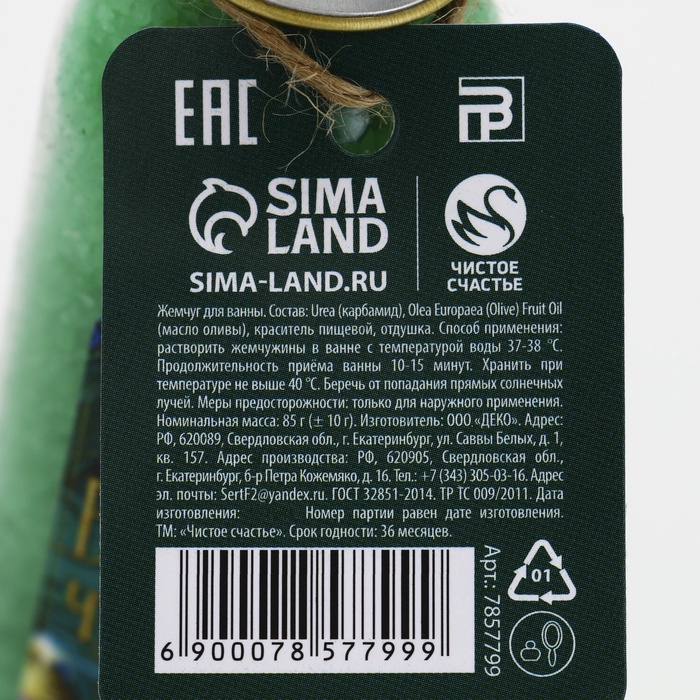 ЕАС
SIMA
LAND
SIMA-LAND.RU
ЧИСТОЕ
СЧАСТЬЕ
Жемчуг для ванны. Состав: Urea (карбамид), Olea Europaea (Olive) Fruit Oil
(масло оливы), краситель пищевой, отдушка. Способ применения:
растворить жемчужины в ванне с температурой воды 37-38 °С.
Продолжительность приёма ванны 10-15 минут. Хранить при
температуре не выше 40 °С. Беречь от попадания прямых солнечных
лучей. Меры предосторожности: только для наружного применения.
Номинальная масса: 85 г (± 10 г). Изготовитель: ООО «ДЕКО». Адрес:
РФ, 620089, Свердловская обл., г. Екатеринбург, ул. Саввы Белых, д. 1,
кв. 157. Адрес производства: РФ, 620905, Свердловская обл.,
г. Екатеринбург, б-р Петра Кожемяко, д. 16, Тел.: +7 (343) 305-03-16. Адрес
эл. почты: SertF2@yandex.ru. ГОСТ 32851-2014. ТР ТС 009/2011. Дата
изготовления: Номер партии равен дате изготовления.
ТМ: «Чистое счастье». Срок годности: 36 месяцев.
6 900078 577999
Арт.: 7857799
01